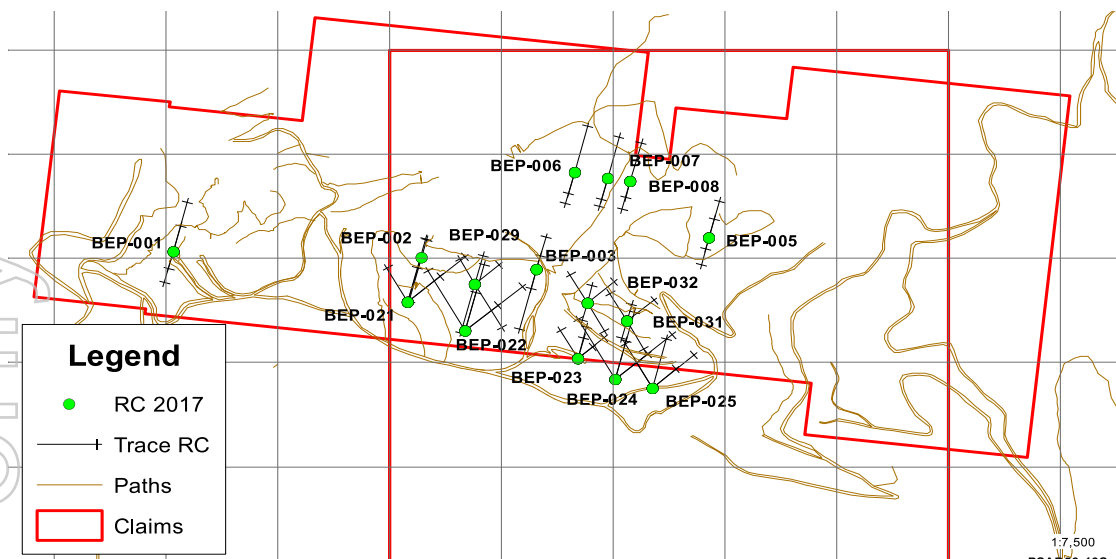 BEP-006
BEP-007
BEP-008
BEP-001
BEP-002
BEP-029
BEP-005
BEP-003
BEP-032
BEP-021
BEP-031
BEP-022
BEP-023
BEP-024
BEP-025
Legend
RC 2017
Trace RC
Paths
Claims
1:7,500